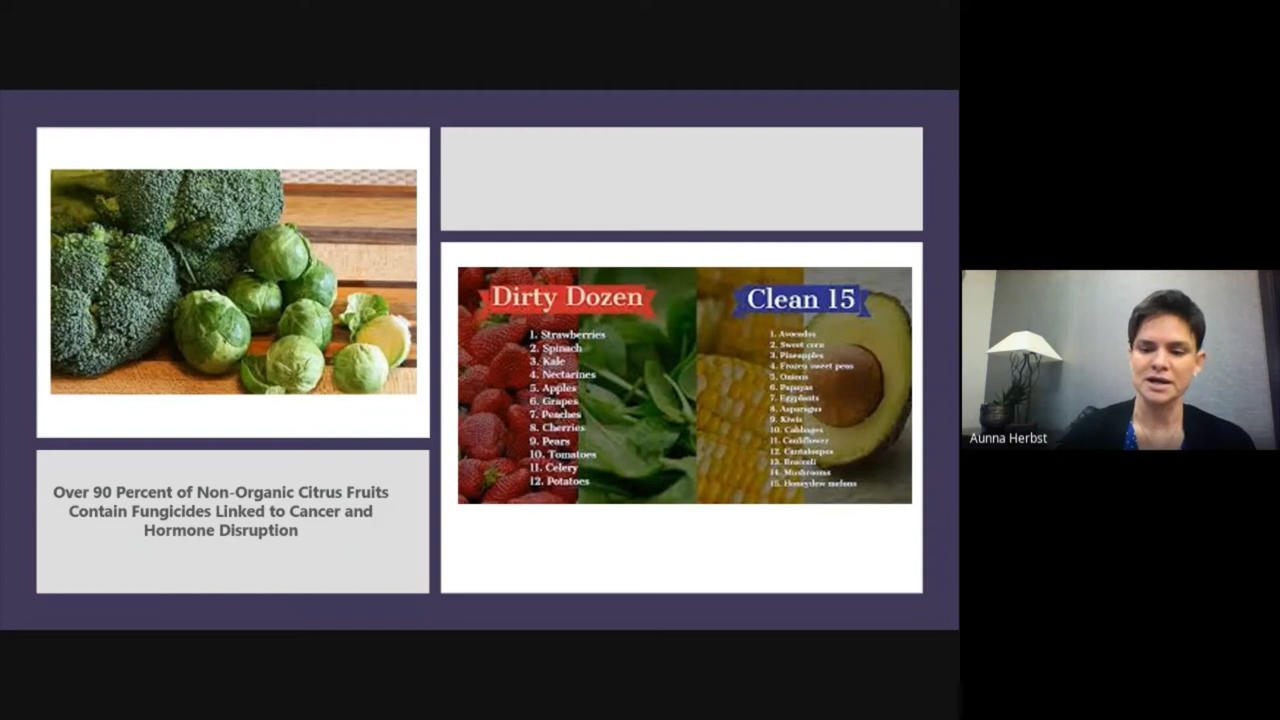 Dirty Dozen
1. Strawberries
2. Spinach
3. Kale
4. Nectarines
5. Apples
6. Grapes
7. Peaches
8. Cherries
9. Pears
10. Tomatoes
11. Celery
12. Potatoes
Clean 15
1. Avocados
2. Sweet corn
3. Pineapples
4. Frozen sweet peas
5. Onions
6. Papayas
7. Eggplants
8. Asparagus
9. Kiwis
10. Cabbages
11. Cauliflower
12. Cantaloupes
13. Broccoli
14. Mushrooms
15. Honeydew melons
Over 90 Percent of Non-Organic Citrus Fruits
Contain Fungicides Linked to Cancer and
Hormone Disruption
Aunna Herbst